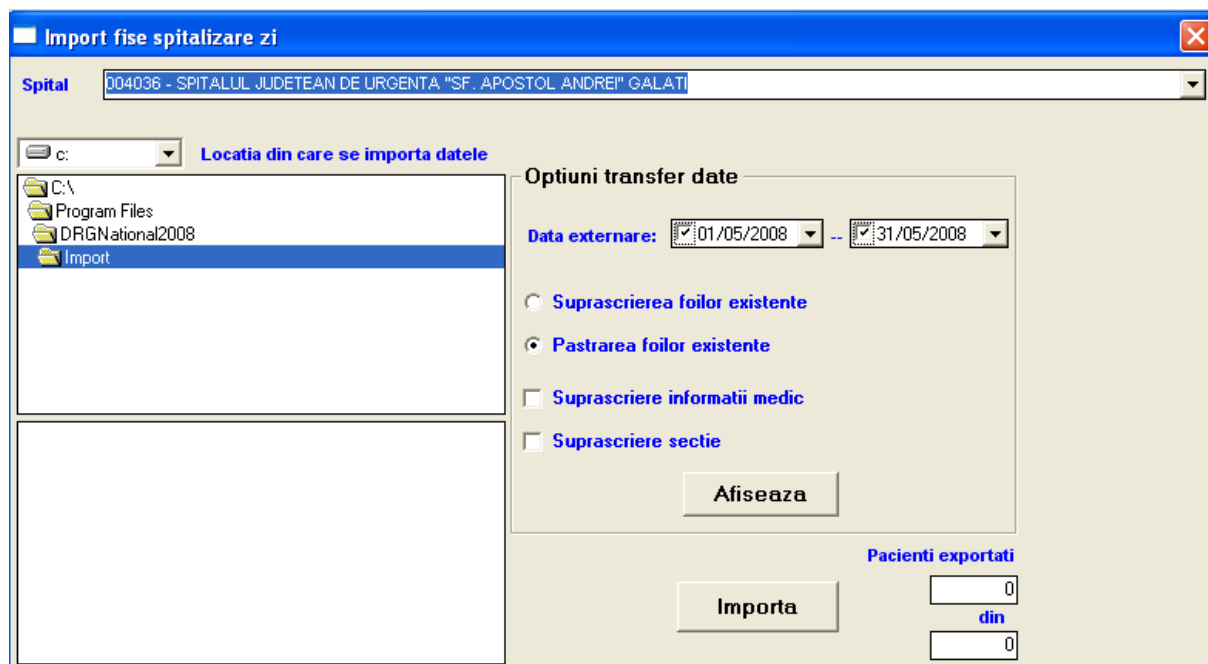 Import fise spitalizare zi
Spital
004036 - SPITALUL JUDETEAN DE URGENTA "SF. APOSTOL ANDREI" GALATI
c:
Locatia din care se importa datele
C:\
Program Files
DRGNational2008
Import
Optiuni transfer date
Data externare: 01/05/2008 -- 31/05/2008
Suprascrierea foilor existente
Pastrarea foilor existente
Suprascriere informatii medic
Suprascriere sectie
Afiseaza
Pacienti exportati
Importa
0
din
0